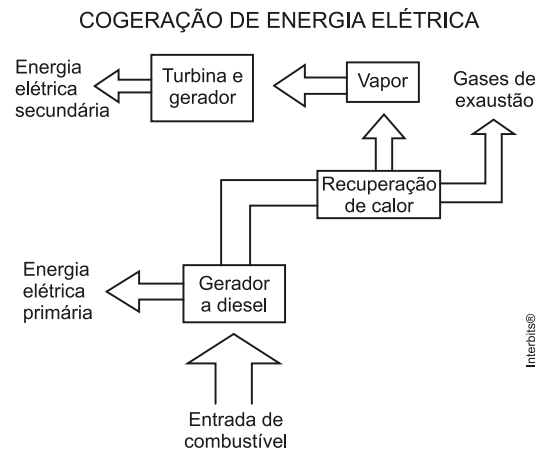 COGERAÇÃO DE ENERGIA ELÉTRICA
Energia
elétrica
secundária
Turbina e
gerador
Vapor
Gases de
exaustão
Recuperação
de calor
Energia
elétrica
primária
Gerador
a diesel
Entrada de
combustível
Interbits®